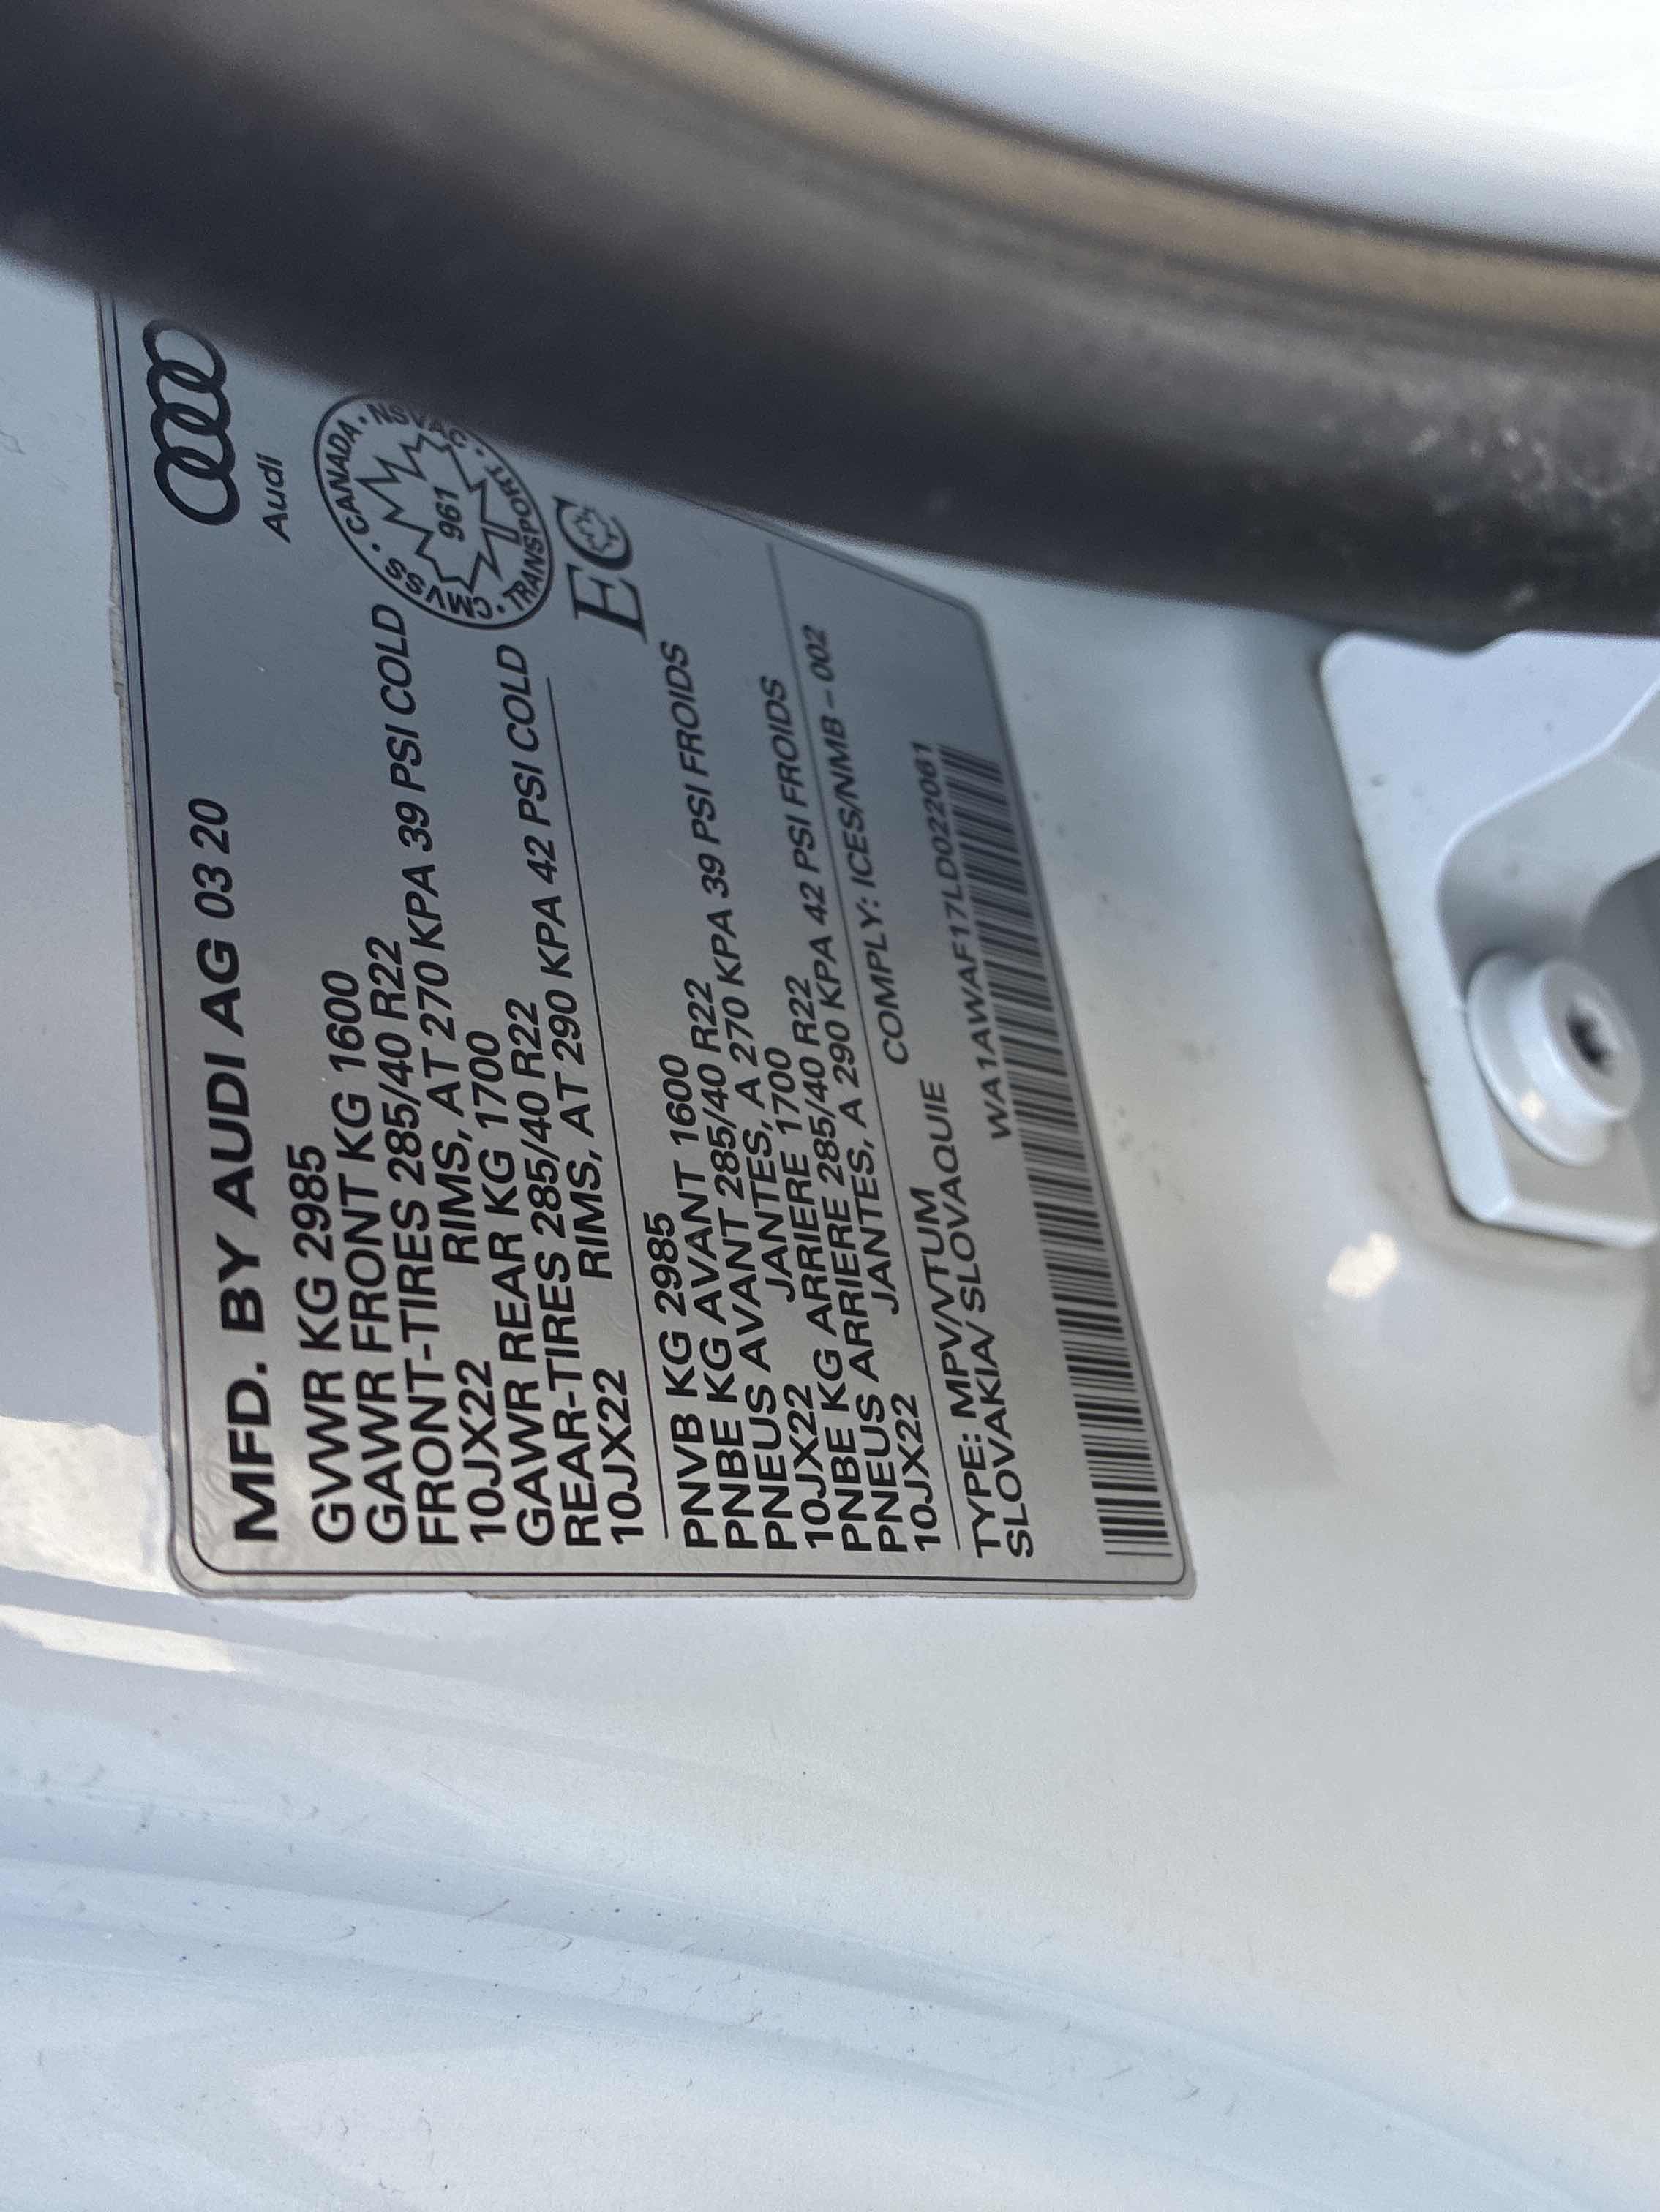 MFD. BY AUDI AG 03 20
Audi
GVWR KG 2985
GAWR FRONT KG 1600
FRONT-TIRES 285/40 R22
RIMS, AT 270 KPA 39 PSI COLD
10JX22
GAWR REAR KG 1700
REAR-TIRES 285/40 R22
RIMS, AT 290 KPA 42 PSI COLD
10JX22
CANADA · NSVAC · TRANSPORT · CMVSS ·
961
EC
PNVB KG 2985
PNBE KG AVANT 1600
PNEUS AVANT 285/40 R22
JANTES, A 270 KPA 39 PSI FROIDS
10JX22
PNBE KG ARRIERE 1700
PNEUS ARRIERE 285/40 R22
JANTES, A 290 KPA 42 PSI FROIDS
10JX22
TYPE: MPV/VTUM COMPLY: ICES/NMB-002
SLOVAKIA/ SLOVAQUIE
WA1AWAF17LD022061